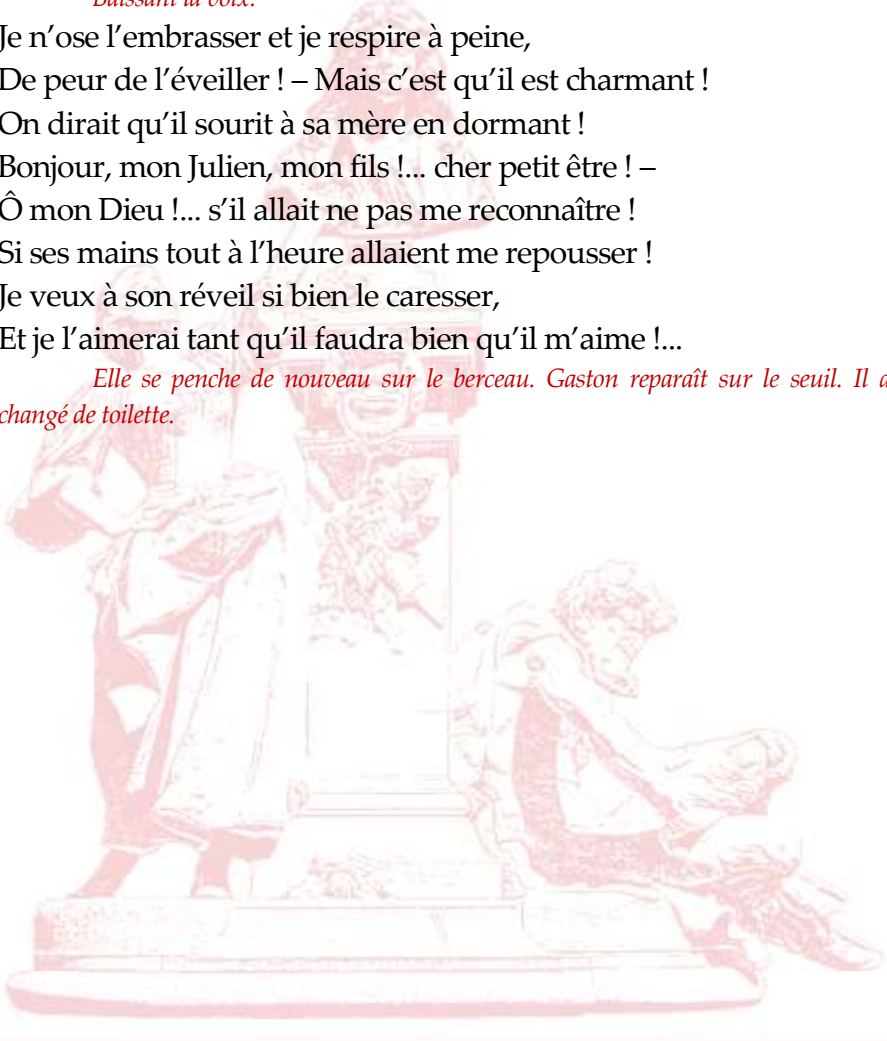 Baissant la voix.
Je n’ose l’embrasser et je respire à peine,
De peur de l’éveiller ! – Mais c’est qu’il est charmant !
On dirait qu’il sourit à sa mère en dormant !
Bonjour, mon Julien, mon fils !... cher petit être ! –
Ô mon Dieu !... s’il allait ne pas me reconnaître !
Si ses mains tout à l’heure allaient me repousser !
Je veux à son réveil si bien le caresser,
Et je l’aimerai tant qu’il faudra bien qu’il m’aime !...
Elle se penche de nouveau sur le berceau. Gaston reparaît sur le seuil. Il a
changé de toilette.